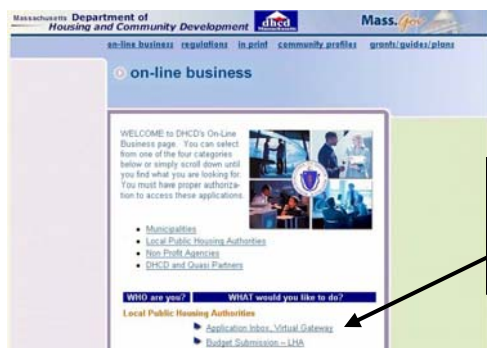 Massachusetts Department of
Housing and Community Development
dhcd
Massachusetts
Mass.Gov
on-line business regulations in print community profiles grants/guides/plans
on-line business
WELCOME to DHCD's On-Line
Business page. You can select
from one of the four categories
below or simply scroll down until
you find what you are looking for.
You must have proper authoriza-
tion to access these applications.
Municipalities
Local Public Housing Authorities
Non Profit Agencies
DHCD and Quasi Partners
WHO are you? WHAT would you like to do?
Local Public Housing Authorities
Application Inbox, Virtual Gateway
Budget Submission – LHA